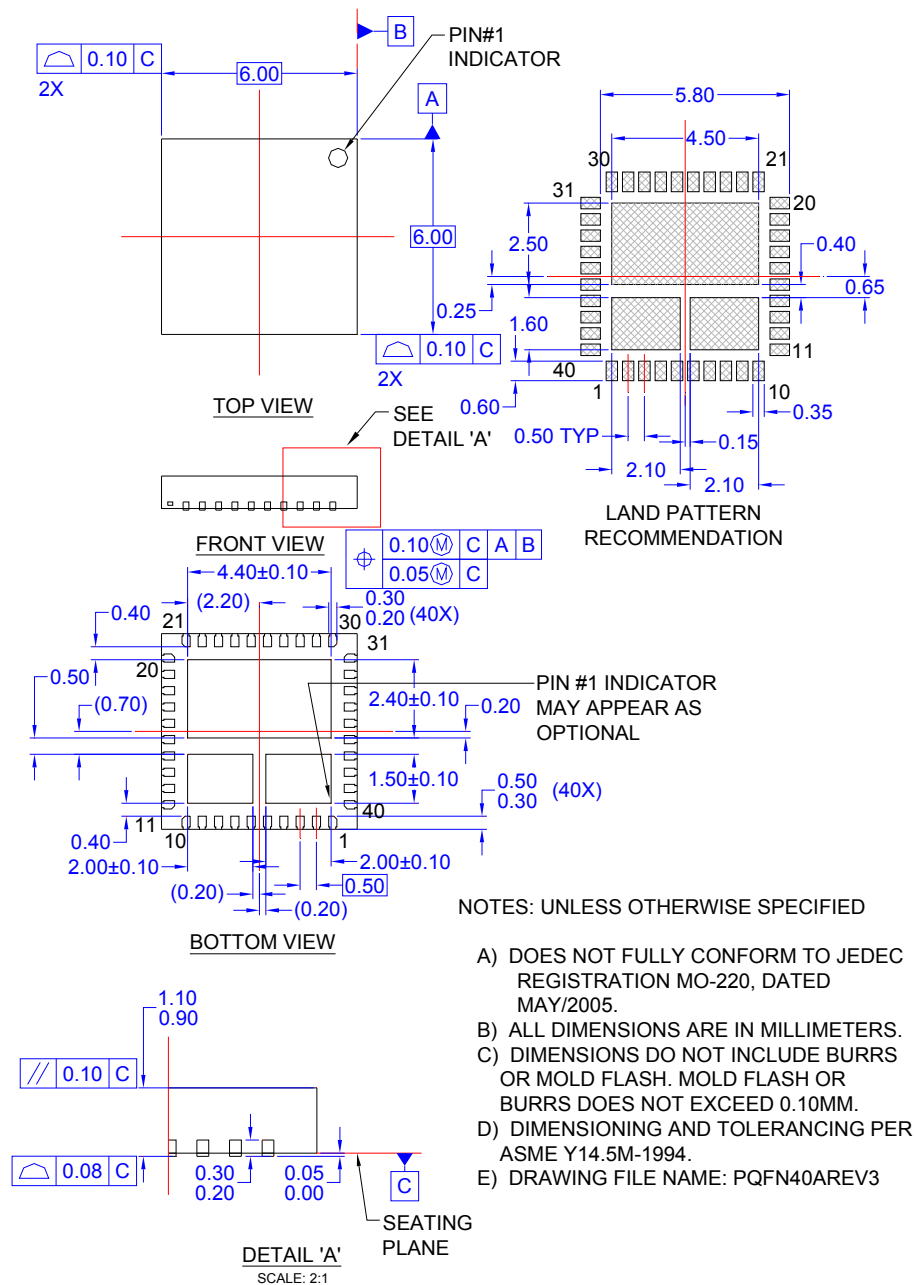 B
PIN#1
INDICATOR
0.10 C
2X
6.00
A
6.00
0.10 C
2X
TOP VIEW
5.80
4.50
30
21
31
20
2.50
0.40
0.65
0.25
1.60
40
11
1
10
0.60
0.35
0.50 TYP
0.15
2.10
2.10
LAND PATTERN
RECOMMENDATION
SEE
DETAIL 'A'
FRONT VIEW
0.10Ⓜ C A B
0.05Ⓜ C
4.40±0.10
(2.20)
0.40
0.30
0.20 (40X)
21
30
31
20
0.50
(0.70)
2.40±0.10
0.20
PIN #1 INDICATOR
MAY APPEAR AS
OPTIONAL
1.50±0.10
0.50
0.30 (40X)
40
11
10
1
0.40
2.00±0.10
2.00±0.10
(0.20)
0.50
(0.20)
BOTTOM VIEW
NOTES: UNLESS OTHERWISE SPECIFIED
A) DOES NOT FULLY CONFORM TO JEDEC
REGISTRATION MO-220, DATED
MAY/2005.
B) ALL DIMENSIONS ARE IN MILLIMETERS.
C) DIMENSIONS DO NOT INCLUDE BURRS
OR MOLD FLASH. MOLD FLASH OR
BURRS DOES NOT EXCEED 0.10MM.
D) DIMENSIONING AND TOLERANCING PER
ASME Y14.5M-1994.
E) DRAWING FILE NAME: PQFN40AREV3
1.10
0.90
// 0.10 C
0.08 C
0.30
0.20
0.05
0.00
C
SEATING
PLANE
DETAIL 'A'
SCALE: 2:1